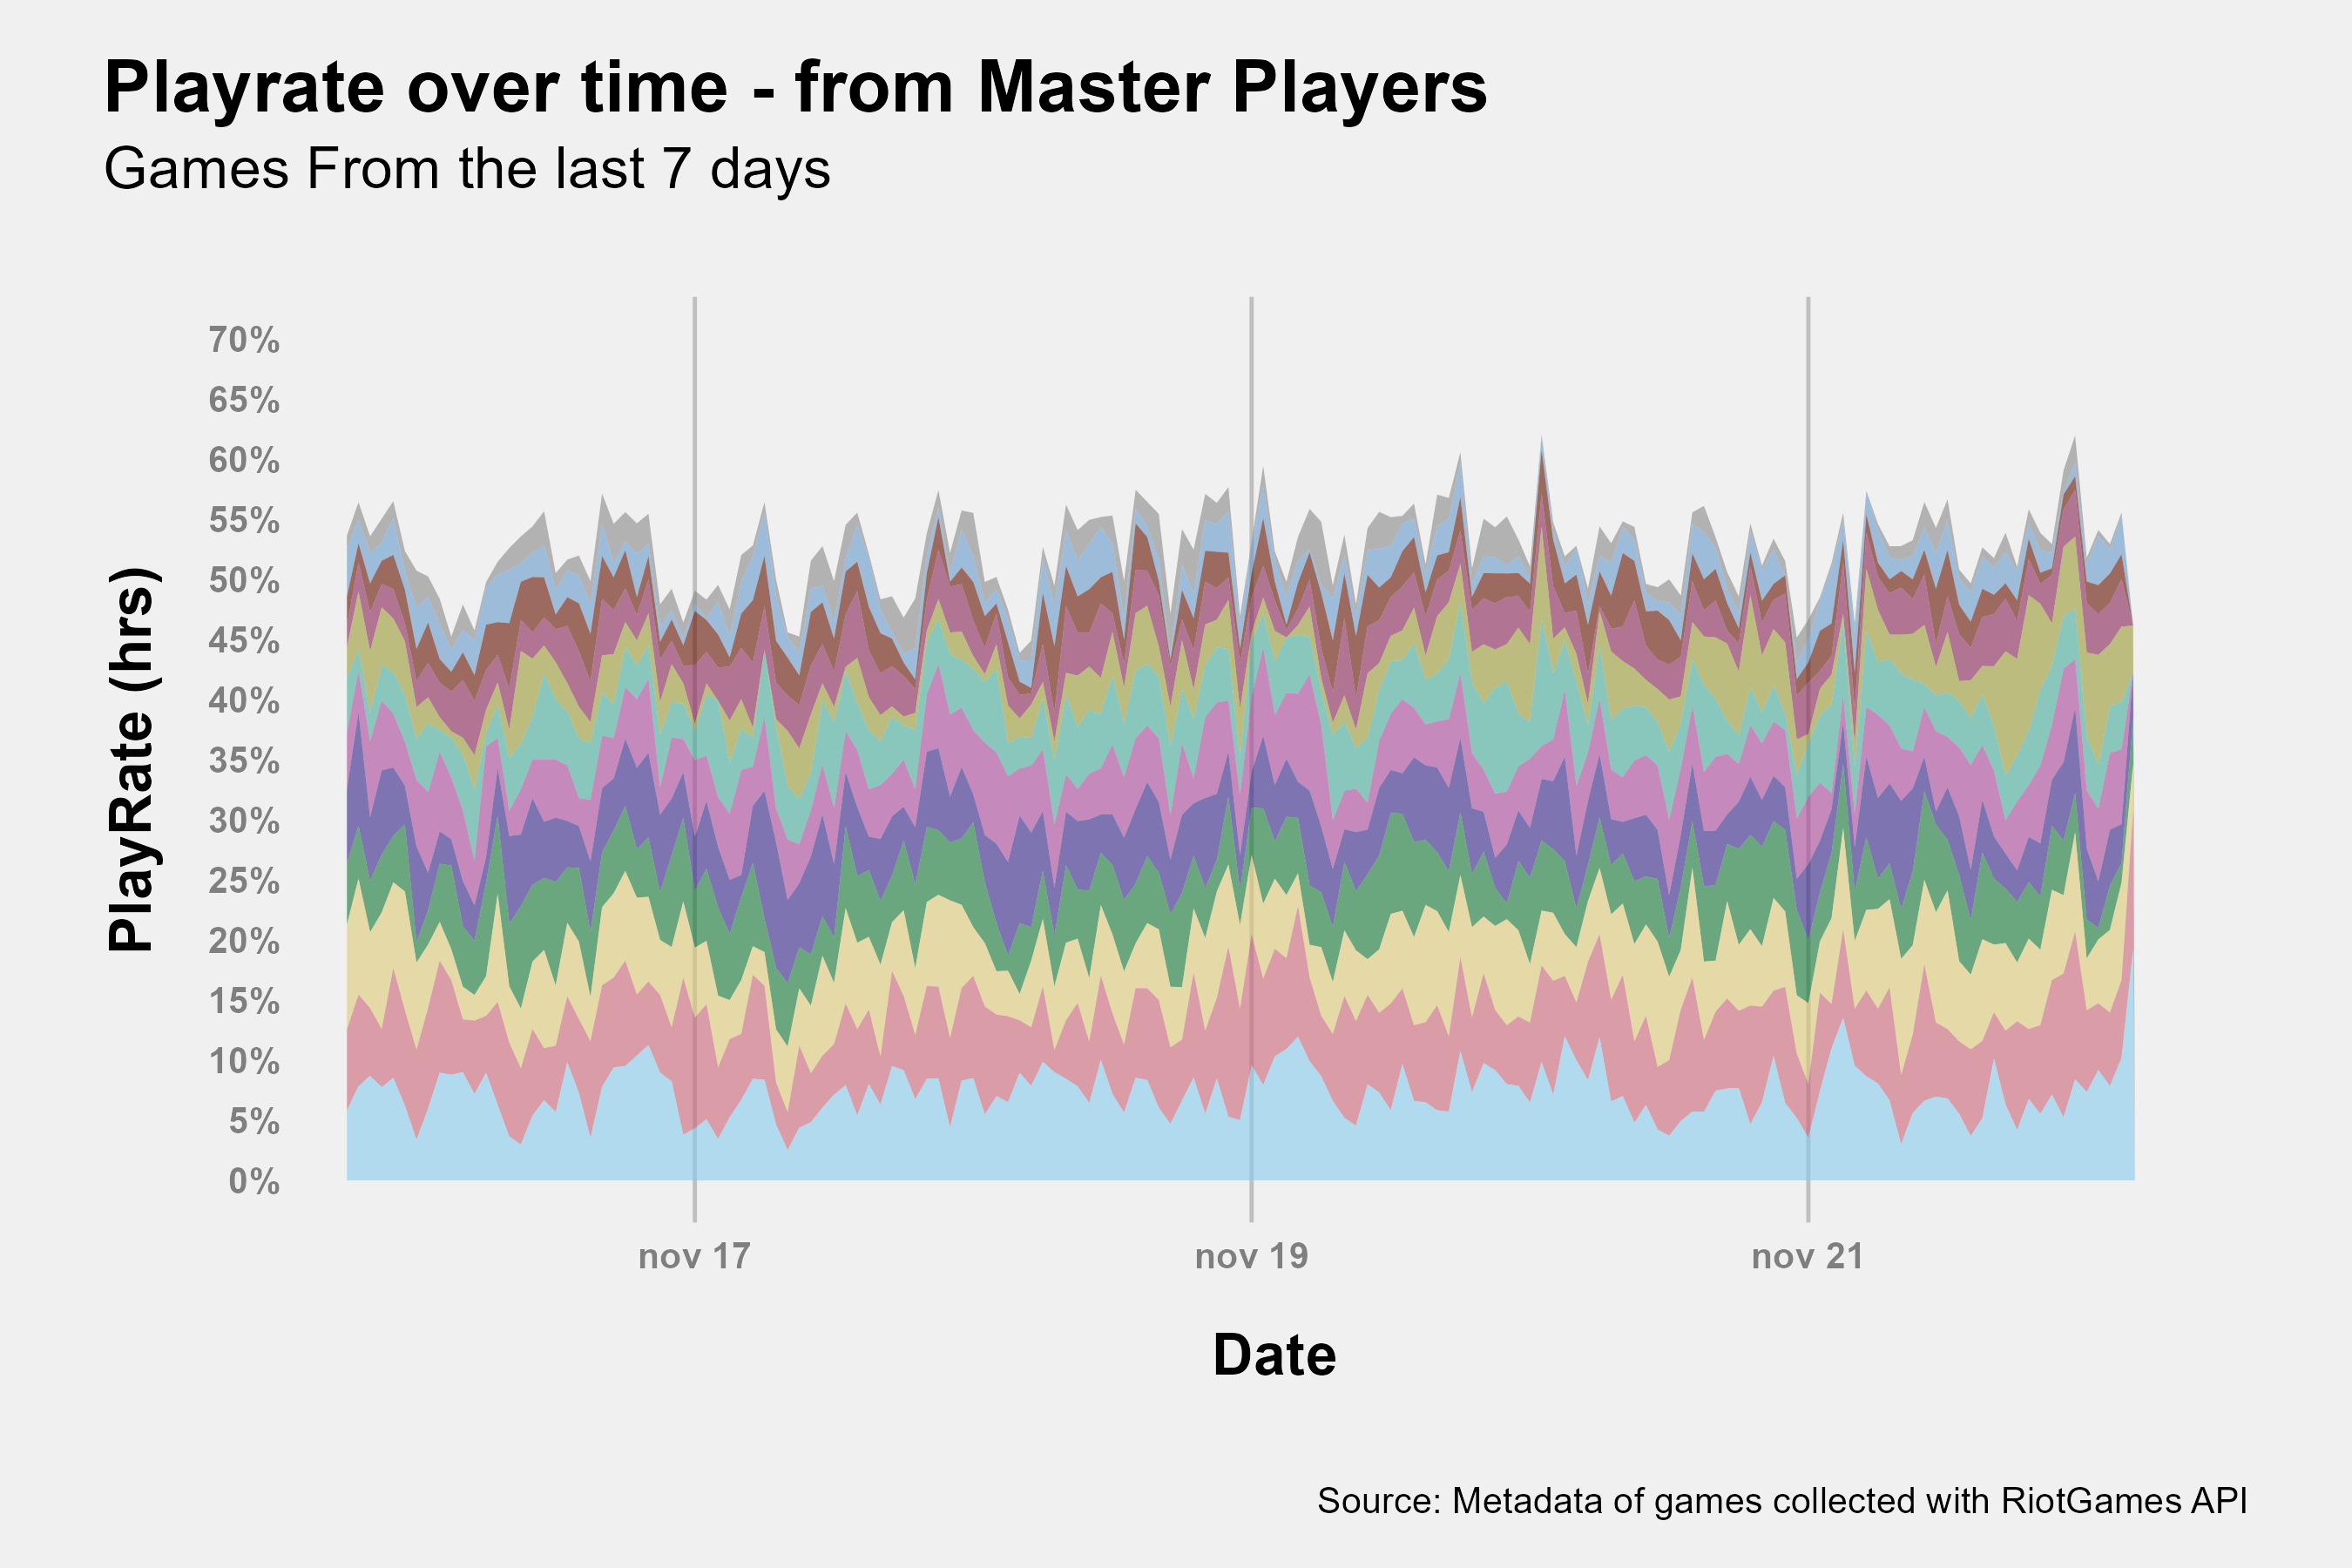 Playrate over time - from Master Players
Games From the last 7 days
70%
65%
60%
55%
50%
45%
40%
35%
30%
25%
20%
15%
10%
5%
0%
PlayRate (hrs)
nov 17
nov 19
nov 21
Date
Source: Metadata of games collected with RiotGames API